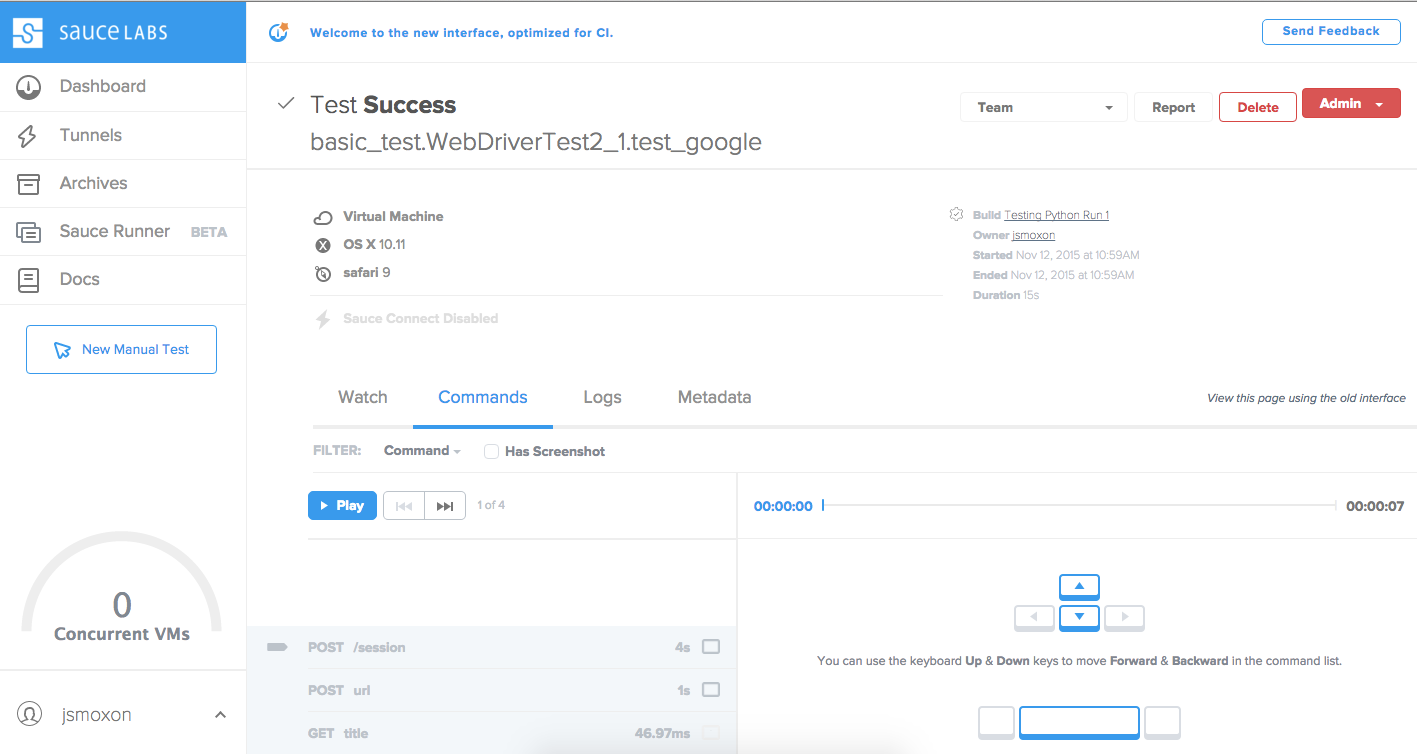 SAUCE LABS
Welcome to the new interface, optimized for CI.
Send Feedback
Dashboard
Tunnels
Archives
Sauce Runner BETA
Docs
New Manual Test
0
Concurrent VMs
jsmoxon
Test Success
basic_test.WebDriverTest2_1.test_google
Team
Report
Delete
Admin
Virtual Machine
OS X 10.11
safari 9
Sauce Connect Disabled
Build Testing Python Run 1
Owner jsmoxon
Started Nov 12, 2015 at 10:59AM
Ended Nov 12, 2015 at 10:59AM
Duration 15s
Watch
Commands
Logs
Metadata
View this page using the old interface
FILTER: Command Has Screenshot
Play
1 of 4
00:00:00
00:00:07
POST /session 4s
POST url 1s
GET title 46.97ms
You can use the keyboard Up & Down keys to move Forward & Backward in the command list.